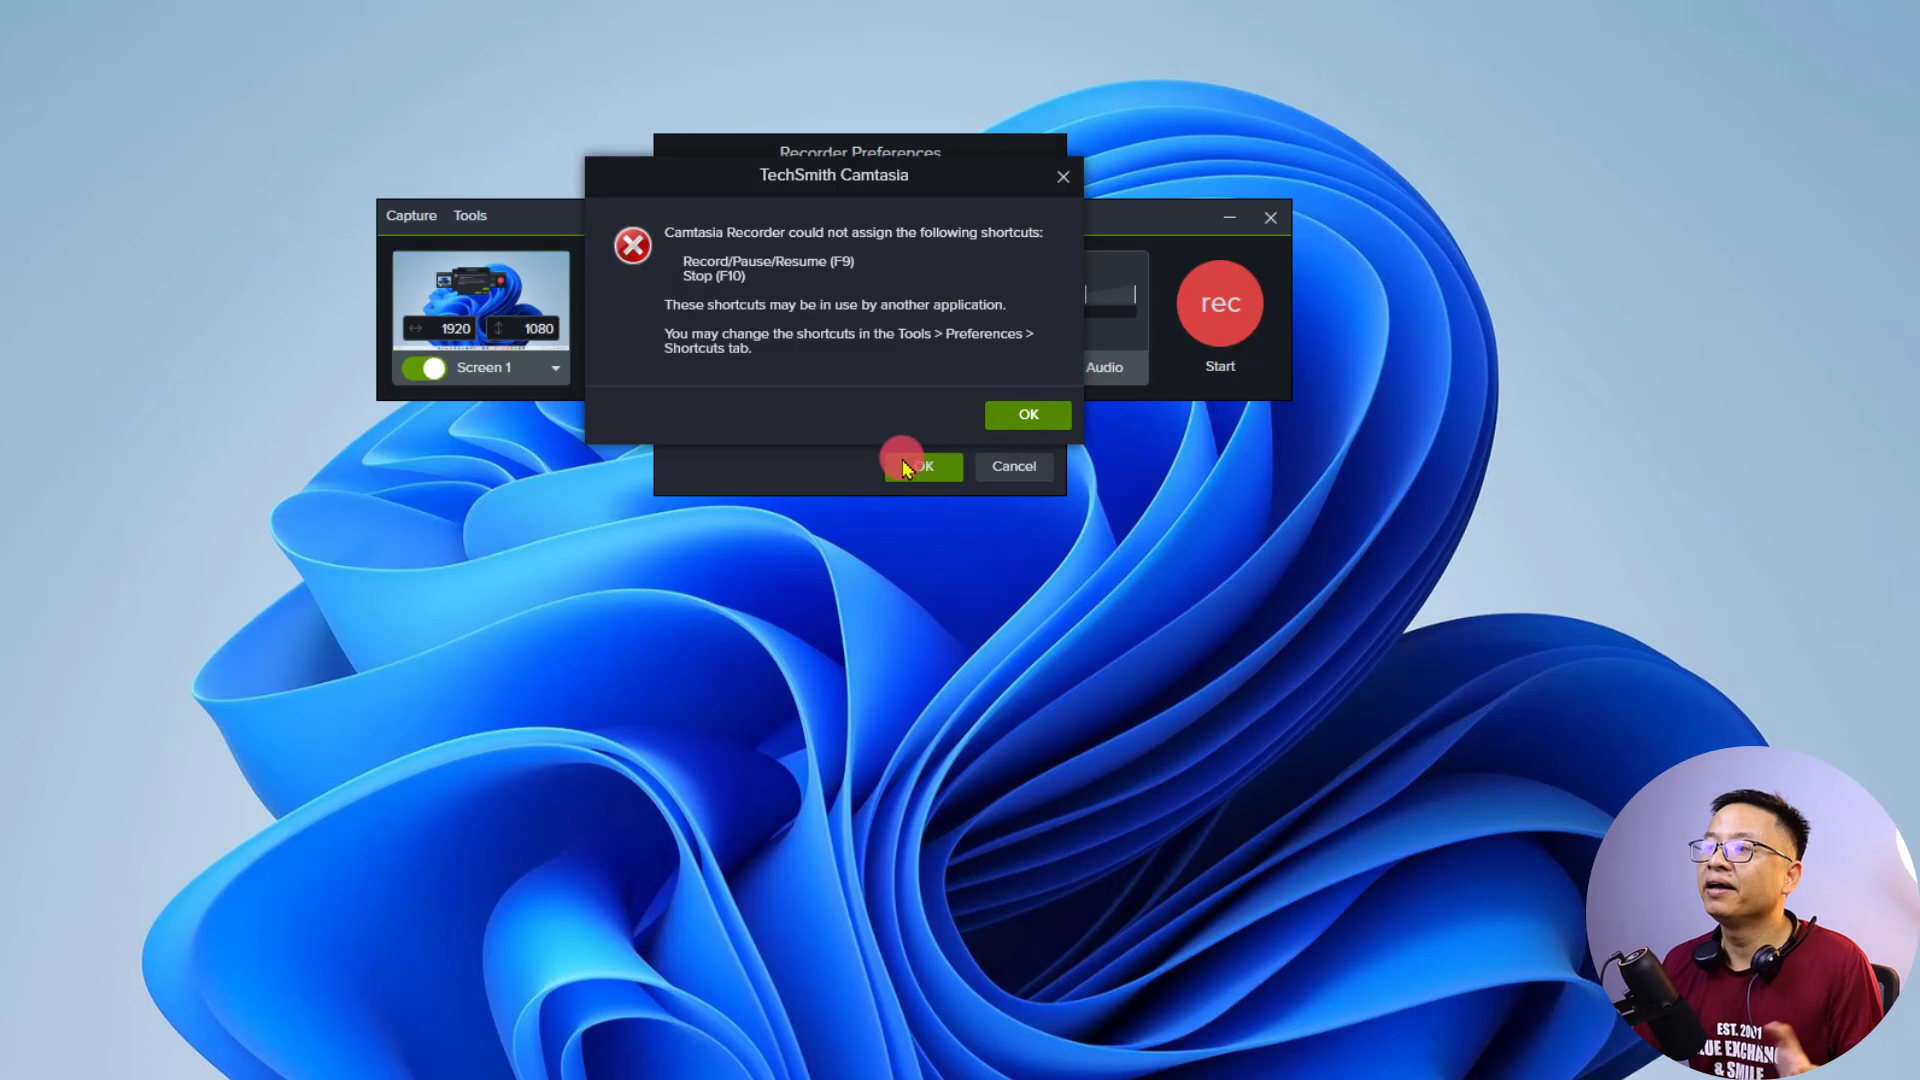 Recorder Preferences
TechSmith Camtasia
Capture Tools
Camtasia Recorder could not assign the following shortcuts:
Record/Pause/Resume (F9)
Stop (F10)
These shortcuts may be in use by another application.
You may change the shortcuts in the Tools > Preferences >
Shortcuts tab.
1920
1080
Screen 1
Audio
rec
Start
OK
OK
Cancel
EST. 2001
& SMILE